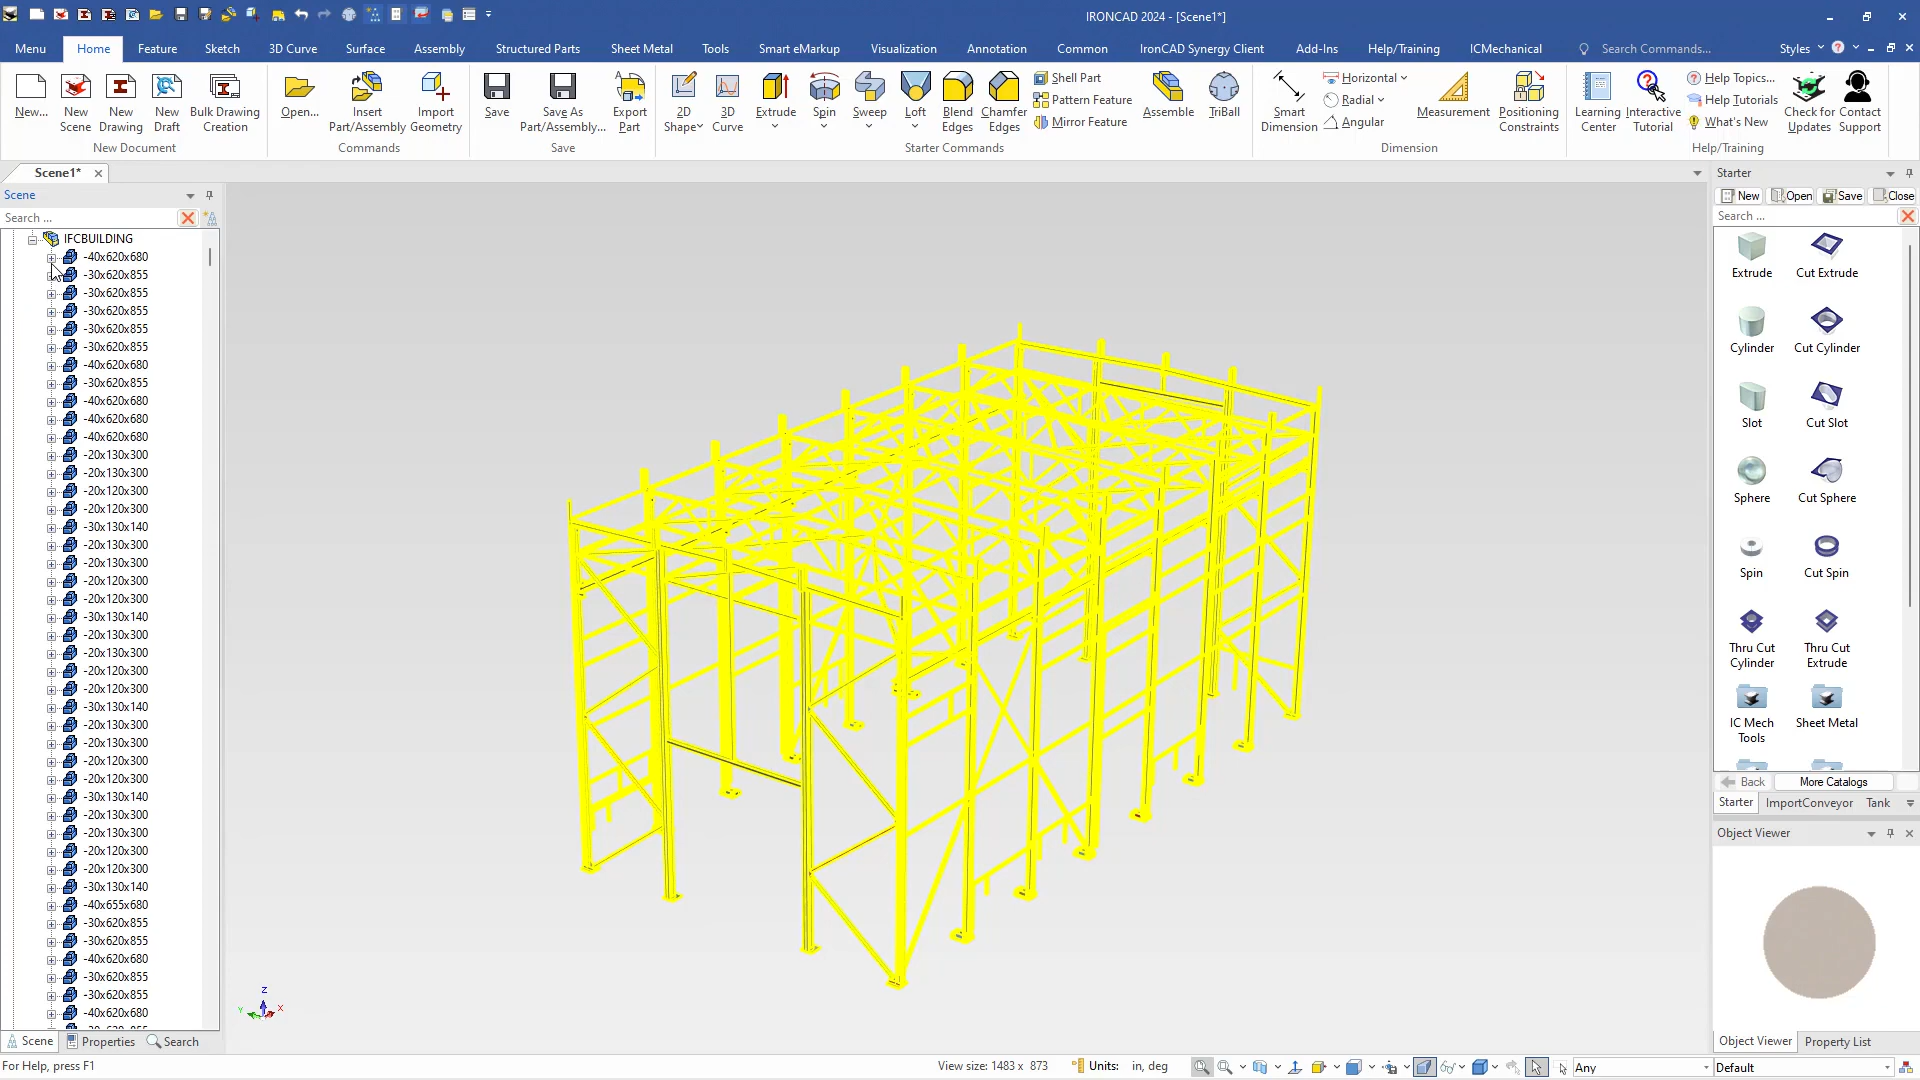 IRONCAD 2024 - [Scene1*]
Menu Home Feature Sketch 3D Curve Surface Assembly Structured Parts Sheet Metal Tools Smart eMarkup Visualization Annotation Common IronCAD Synergy Client Add-Ins Help/Training ICMechanical Search Commands... Styles
New... New Scene New Drawing New Draft Bulk Drawing Creation
New Document
Open... Insert Part/Assembly Import Geometry
Commands
Save Save As Part/Assembly... Export Part
Save
2D Shape 3D Curve Extrude Spin Sweep Loft Blend Edges Chamfer Edges Shell Part Pattern Feature Mirror Feature Assembly TriBall
Starter Commands
Smart Dimension Horizontal Radial Angular Measurement Positioning Constraints
Dimension
Learning Center Interactive Tutorial Help Topics... Help Tutorials What's New Check for Updates Contact Support
Help/Training
Scene1*
Scene
Search ...
IFCBUILDING
-40x620x680
-30x620x855
-30x620x855
-30x620x855
-30x620x855
-30x620x855
-40x620x680
-30x620x855
-40x620x680
-40x620x680
-40x620x680
-20x130x300
-20x130x300
-20x120x300
-20x120x300
-30x130x140
-20x130x300
-20x130x300
-20x120x300
-20x120x300
-30x130x140
-20x130x300
-20x130x300
-20x120x300
-20x120x300
-30x130x140
-20x130x300
-20x130x300
-20x120x300
-20x120x300
-30x130x140
-20x130x300
-20x130x300
-20x120x300
-20x120x300
-30x130x140
-40x655x680
-30x620x855
-30x620x855
-40x620x680
-30x620x855
-30x620x855
-40x620x680
Z
Y X
Scene Properties Search
Starter
New Open Save Close
Search ...
Extrude Cut Extrude
Cylinder Cut Cylinder
Slot Cut Slot
Sphere Cut Sphere
Spin Cut Spin
Thru Cut Cylinder Thru Cut Extrude
IC Mech Tools Sheet Metal
Back More Catalogs
Starter ImportConveyor Tank
Object Viewer
Object Viewer Property List
For Help, press F1 View size: 1483 x 873 Units: in, deg Any Default